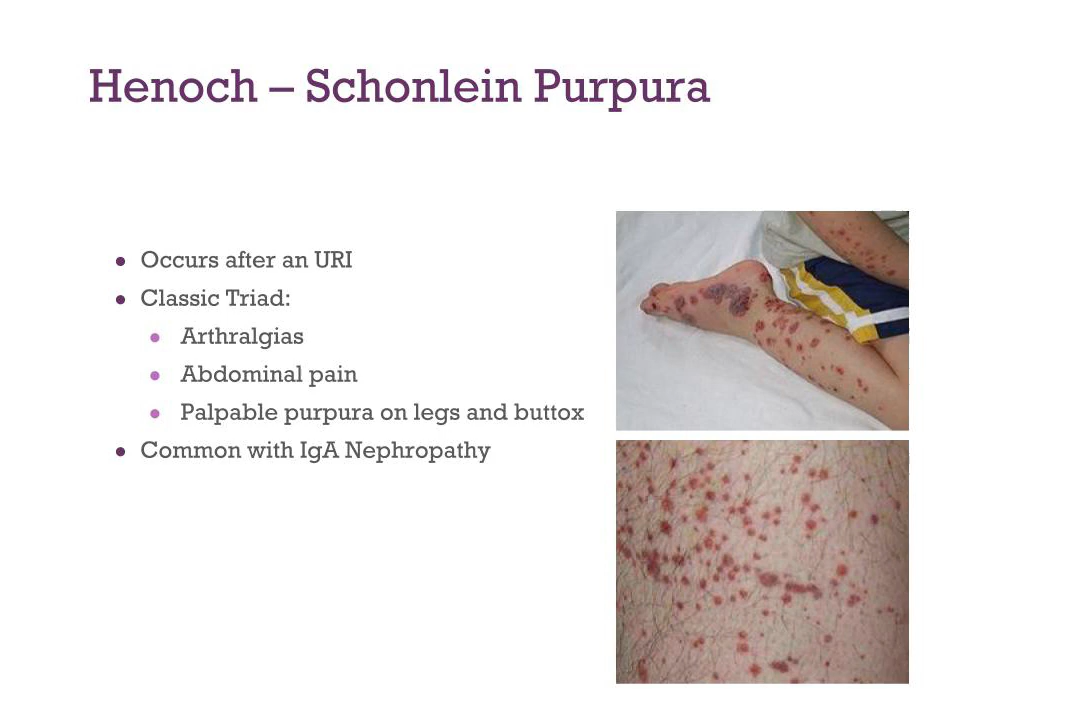 Henoch – Schonlein Purpura
• Occurs after an URI
• Classic Triad:
• Arthralgias
• Abdominal pain
• Palpable purpura on legs and buttox
• Common with IgA Nephropathy